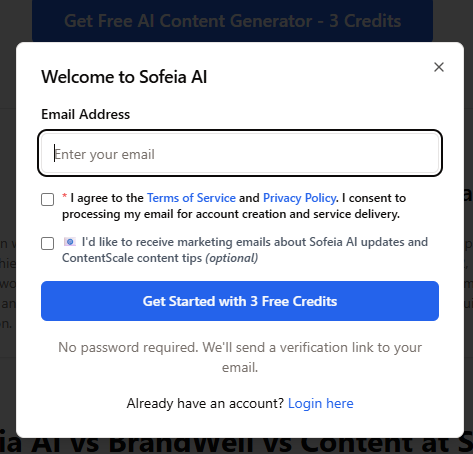 Get Free AI Content Generator - 3 Credits
Welcome to Sofeia AI
Email Address
Enter your email
* I agree to the Terms of Service and Privacy Policy. I consent to
processing my email for account creation and service delivery.
📧 I'd like to receive marketing emails about Sofeia AI updates and
ContentScale content tips (optional)
Get Started with 3 Free Credits
No password required. We'll send a verification link to your
email.
Already have an account? Login here
AI vs BrandWell vs Content at